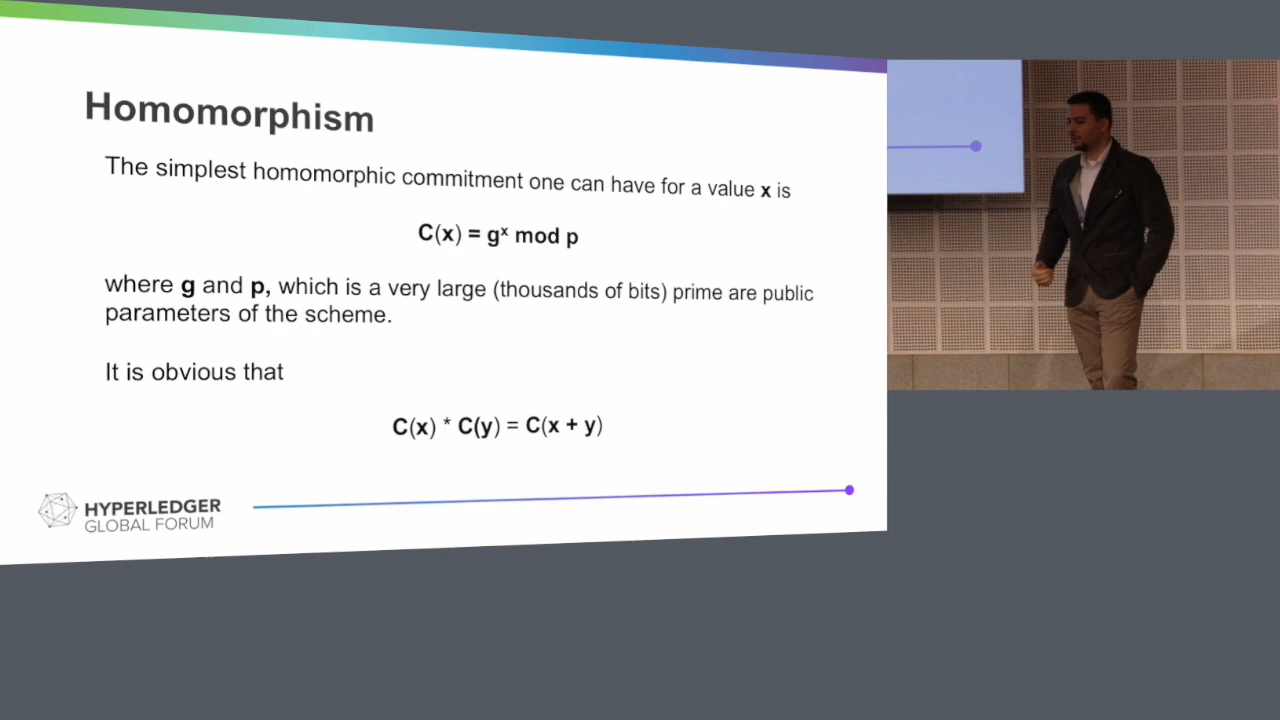 Homomorphism
The simplest homomorphic commitment one can have for a value x is
C(x) = gˣ mod p
where g and p, which is a very large (thousands of bits) prime are public
parameters of the scheme.
It is obvious that
C(x) * C(y) = C(x + y)
HYPERLEDGER
GLOBAL FORUM